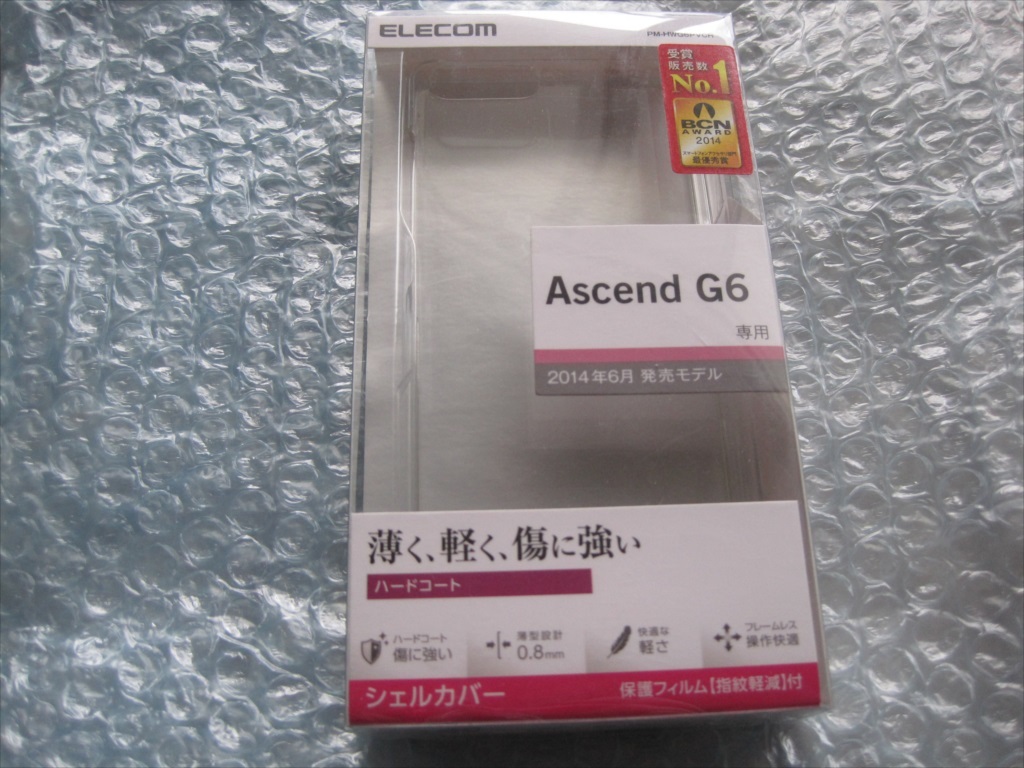 ELECOM
受賞
販売数
No.1
BCN
AWARD
2014
最優秀賞
Ascend G6
専用
2014年6月 発売モデル
薄く、軽く、傷に強い
ハードコート
ハードコート
傷に強い
薄型設計
0.8mm
快適な
軽さ
フレームレス
操作快適
シェルカバー
保護フィルム【指紋軽減】付